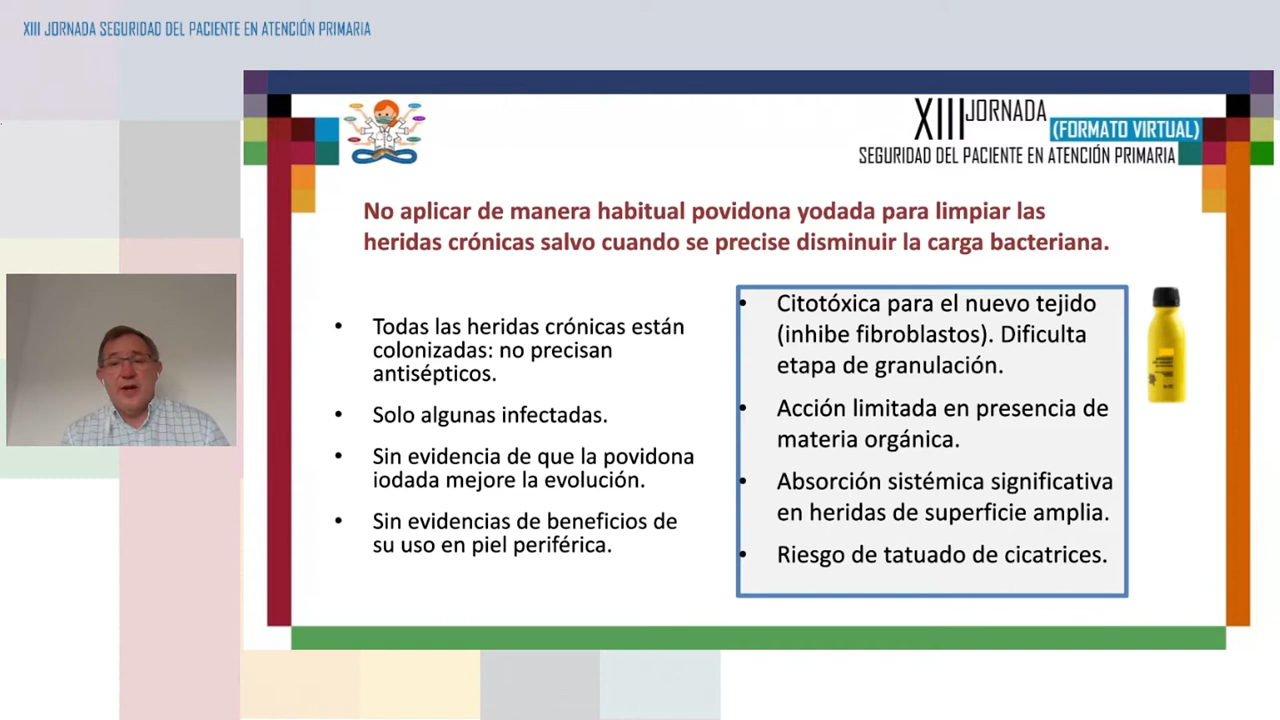 XIII JORNADA SEGURIDAD DEL PACIENTE EN ATENCIÓN PRIMARIA
XIII JORNADA
(FORMATO VIRTUAL)
SEGURIDAD DEL PACIENTE EN ATENCIÓN PRIMARIA
No aplicar de manera habitual povidona yodada para limpiar las
heridas crónicas salvo cuando se precise disminuir la carga bacteriana.
• Todas las heridas crónicas están
colonizadas: no precisan
antisépticos.
• Solo algunas infectadas.
• Sin evidencia de que la povidona
iodada mejore la evolución.
• Sin evidencias de beneficios de
su uso en piel periférica.
• Citotóxica para el nuevo tejido
(inhibe fibroblastos). Dificulta
etapa de granulación.
• Acción limitada en presencia de
materia orgánica.
• Absorción sistémica significativa
en heridas de superficie amplia.
• Riesgo de tatuado de cicatrices.